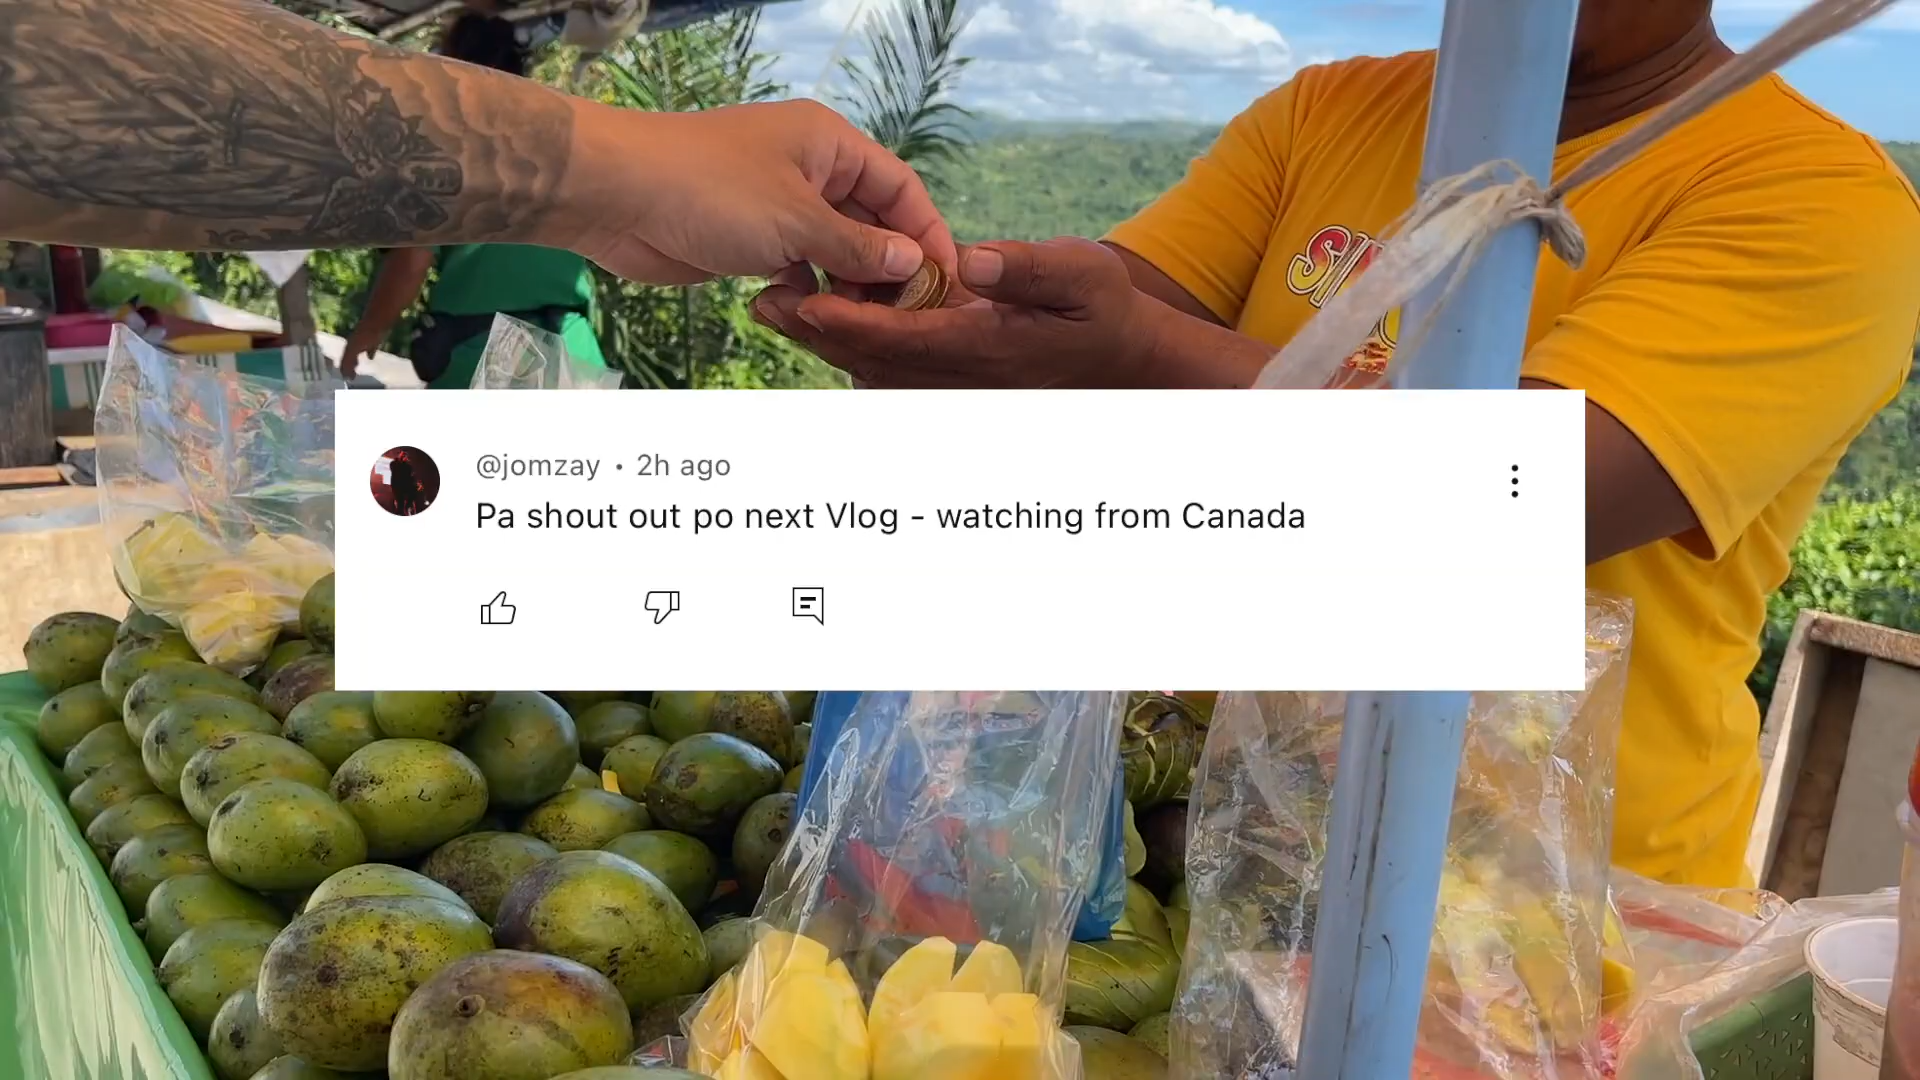 @jomzay • 2h ago
Pa shout out po next Vlog - watching from Canada